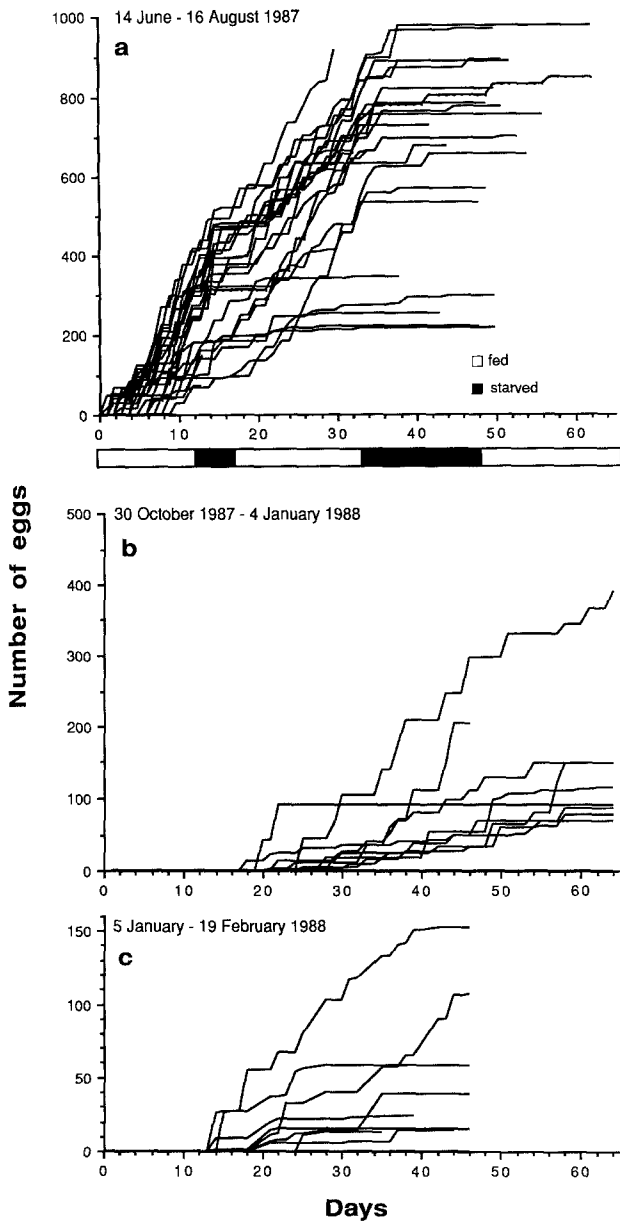 14 June - 16 August 1987
a
1000
800
600
400
200
0
fed
starved
0 10 20 30 40 50 60
30 October 1987 - 4 January 1988
b
500
400
300
200
100
0
0 10 20 30 40 50 60
5 January - 19 February 1988
c
150
100
50
0
0 10 20 30 40 50 60
Number of eggs
Days